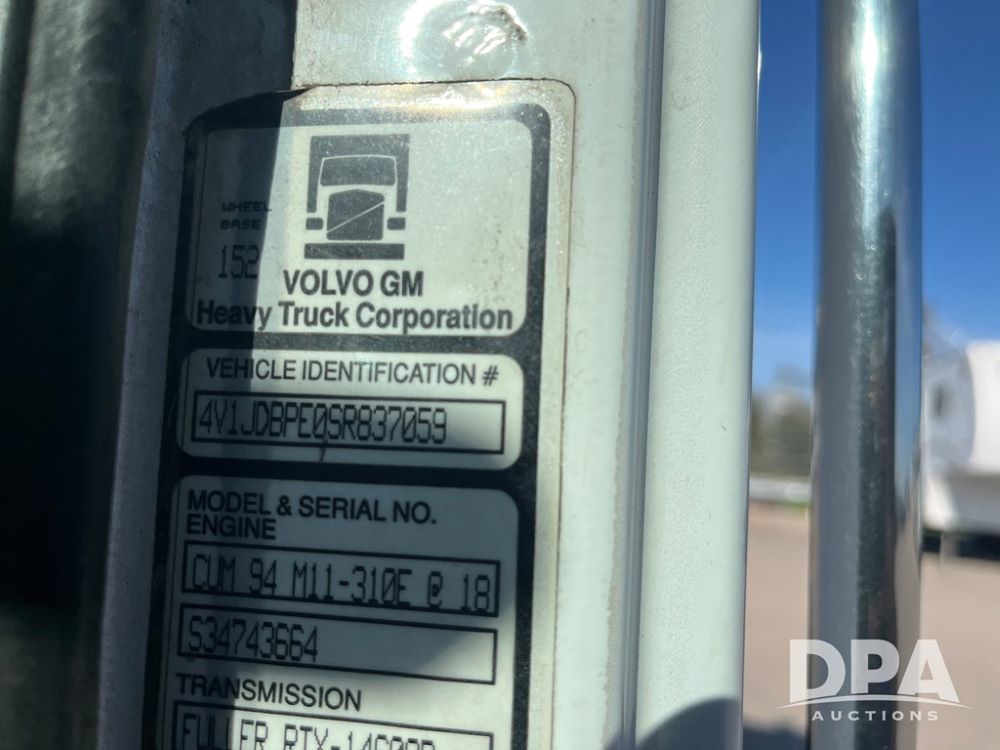 WHEEL
BASE
152
VOLVO GM
Heavy Truck Corporation
VEHICLE IDENTIFICATION #
4V1JDBPE0SR837059
MODEL & SERIAL NO.
ENGINE
CUM 94 M11-310E @ 18
S34743664
TRANSMISSION
FULLER
DPA
AUCTIONS